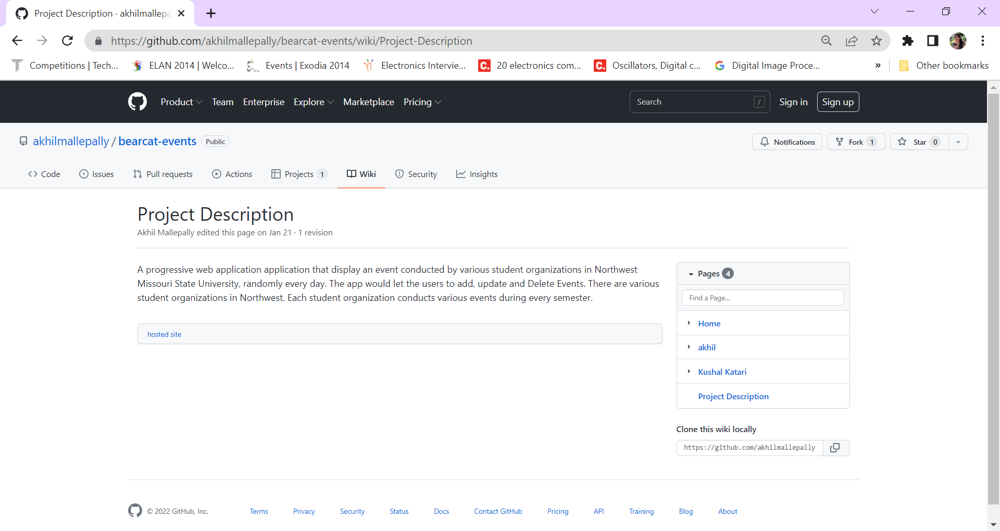 Project Description · akhilmallepa
https://github.com/akhilmallepally/bearcat-events/wiki/Project-Description
Competitions | Tech... ELAN 2014 | Welco... Events | Exodia 2014 Electronics Intervie... 20 electronics com... Oscillators, Digital c... Digital Image Proce... » Other bookmarks
Product Team Enterprise Explore Marketplace Pricing Search / Sign in Sign up
akhilmallepally / bearcat-events Public Notifications Fork 1 Star 0
Code Issues Pull requests Actions Projects 1 Wiki Security Insights
Project Description
Akhil Mallepally edited this page on Jan 21 · 1 revision
A progressive web application application that display an event conducted by various student organizations in Northwest
Missouri State University, randomly every day. The app would let the users to add, update and Delete Events. There are various
student organizations in Northwest. Each student organization conducts various events during every semester.
hosted site
Pages 4
Find a Page...
Home
akhil
Kushal Katari
Project Description
Clone this wiki locally
https://github.com/akhilmallepally
© 2022 GitHub, Inc. Terms Privacy Security Status Docs Contact GitHub Pricing API Training Blog About